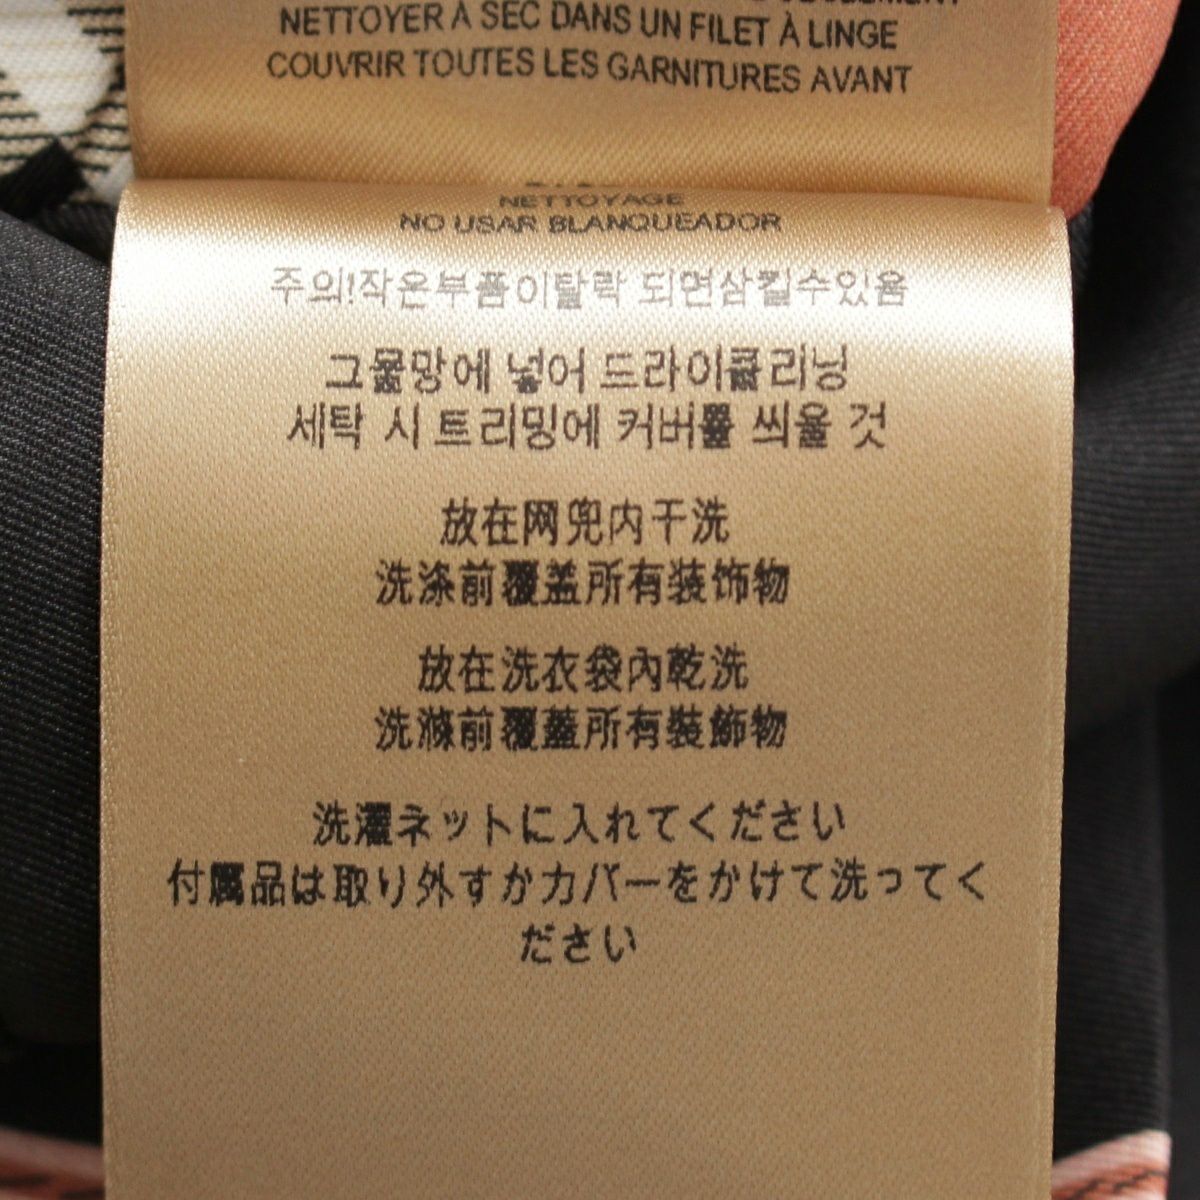 NETTOYER À SEC DANS UN FILET À LINGE
COUVRIR TOUTES LES GARNITURES AVANT
NETTOYAGE
NO USAR BLANQUEADOR
주의!작은부품이탈락 되면삼킬수있음
그물망에 넣어 드라이클리닝
세탁 시 트리밍에 커버를 씌울 것
放在网兜内干洗
洗涤前覆盖所有装饰物
放在洗衣袋內乾洗
洗滌前覆蓋所有裝飾物
洗濯ネットに入れてください
付属品は取り外すかカバーをかけて洗ってく
ださい